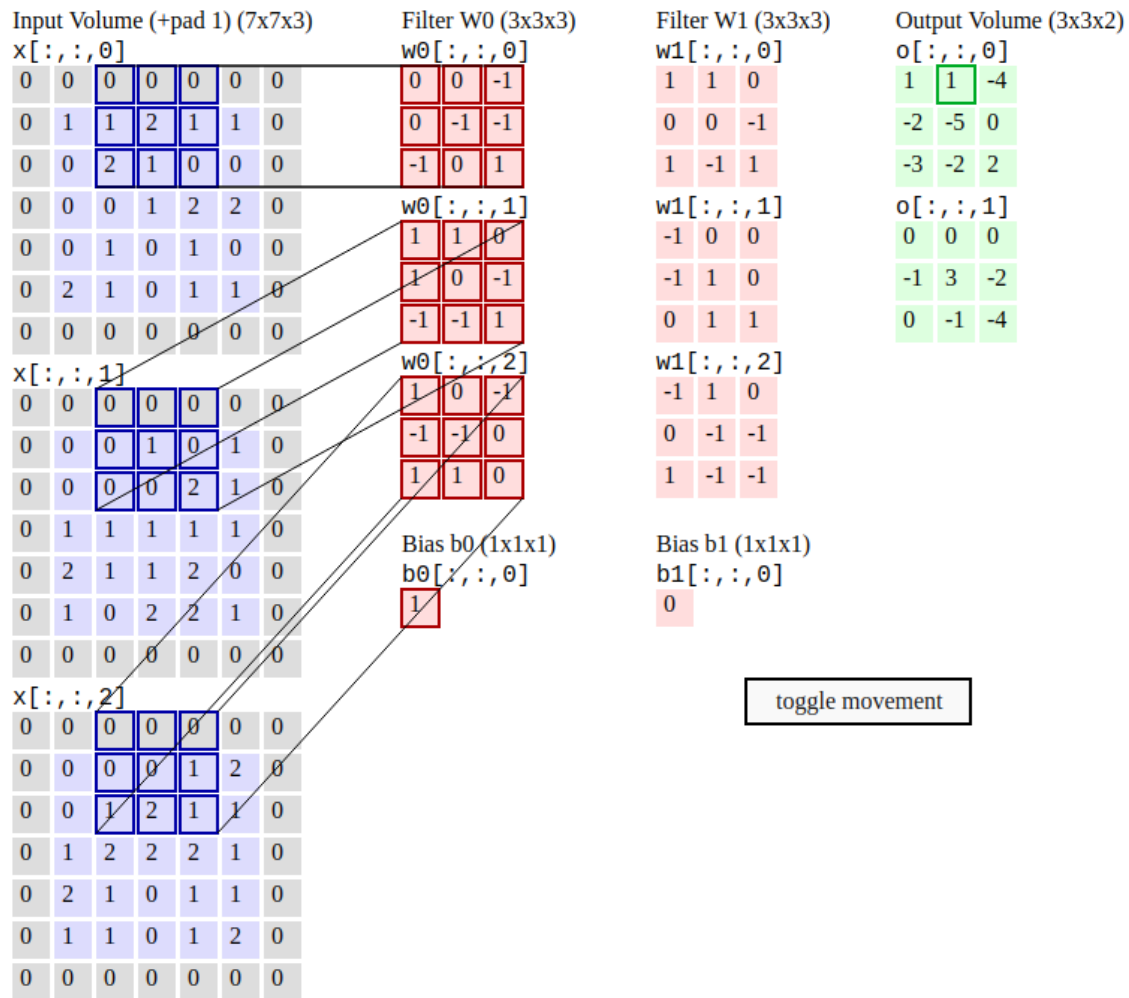 Input Volume (+pad 1) (7x7x3) Filter W0 (3x3x3) Filter W1 (3x3x3) Output Volume (3x3x2)
x[:,:,0] w0[:,:,0] w1[:,:,0] o[:,:,0]
0 0 0 0 0 0 0 0 0 -1 1 1 0 1 1 -4
0 1 1 2 1 1 0 0 -1 -1 0 0 -1 -2 -5 0
0 0 2 1 0 0 0 -1 0 1 1 -1 1 -3 -2 2
0 0 0 1 2 2 0 w0[:,:,1] w1[:,:,1] o[:,:,1]
0 0 1 0 1 0 0 1 1 0 -1 0 0 0 0 0
0 2 1 0 1 1 0 1 0 -1 -1 1 0 -1 3 -2
0 0 0 0 0 0 0 -1 -1 1 0 1 1 0 -1 -4
x[:,:,1] w0[:,:,2] w1[:,:,2]
0 0 0 0 0 0 0 1 0 -1 -1 1 0
0 0 0 1 0 1 0 -1 -1 0 0 -1 -1
0 0 0 0 2 1 0 1 1 0 1 -1 -1
0 1 1 1 1 1 0 Bias b0 (1x1x1) Bias b1 (1x1x1)
0 2 1 1 2 0 0 b0[:,:,0] b1[:,:,0]
0 1 0 2 2 1 0 1 0
0 0 0 0 0 0 0
x[:,:,2] toggle movement
0 0 0 0 0 0 0
0 0 0 0 1 2 0
0 0 1 2 1 1 0
0 1 2 2 2 1 0
0 2 1 0 1 1 0
0 1 1 0 1 2 0
0 0 0 0 0 0 0